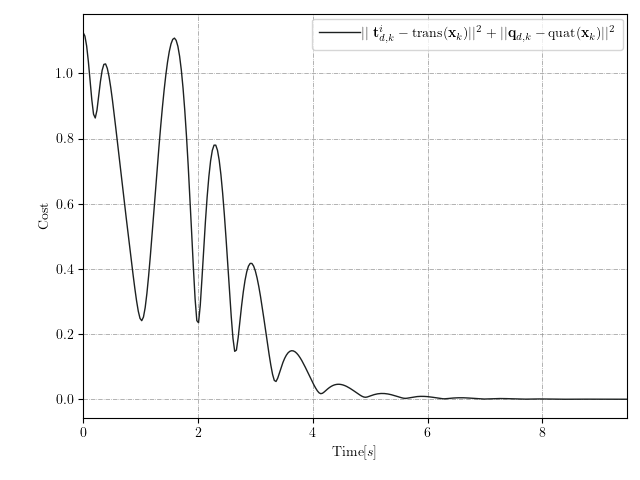 || t^i_{d,k} − trans(x_k)||² + ||q_{d,k} − quat(x_k)||²
1.0
0.8
0.6
0.4
0.2
0.0
Cost
0 2 4 6 8
Time[s]